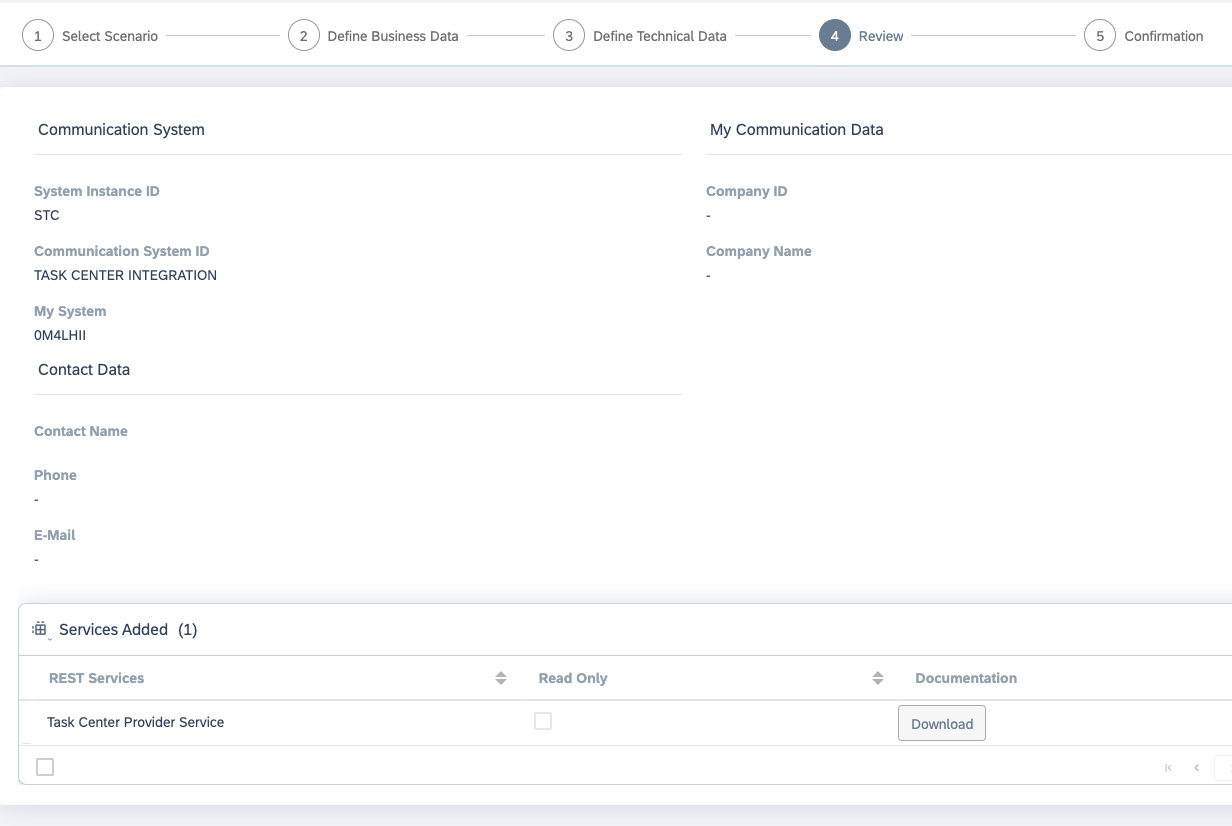 1 Select Scenario 2 Define Business Data 3 Define Technical Data 4 Review 5 Confirmation
Communication System
System Instance ID
STC
Communication System ID
TASK CENTER INTEGRATION
My System
0M4LHII
Contact Data
Contact Name
Phone
-
E-Mail
-
My Communication Data
Company ID
-
Company Name
-
Services Added (1)
REST Services Read Only Documentation
Task Center Provider Service Download